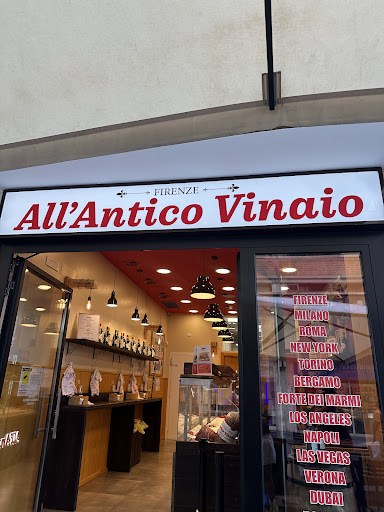 FIRENZE
All'Antico Vinaio
FIRENZE
MILANO
ROMA
NEW YORK
TORINO
BERGAMO
FORTE DEI MARMI
LOS ANGELES
NAPOLI
LAS VEGAS
VERONA
DUBAI